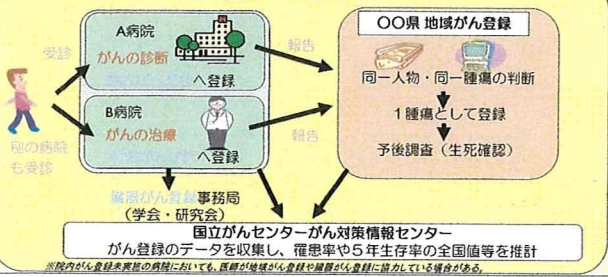 A病院
がんの診断
へ登録
B病院
がんの治療
へ登録
受診
別の病院
も受診
報告
報告
〇〇県 地域がん登録
同一人物・同一腫瘍の判断
1腫瘍として登録
予後調査（生死確認）
臓器がん登録事務局
（学会・研究会）
国立がんセンターがん対策情報センター
がん登録のデータを収集し、罹患率や5年生存率の全国値等を推計
※院内がん登録未実施の病院においても、医師が地域がん登録や臓器がん登録に協力している場合がある。